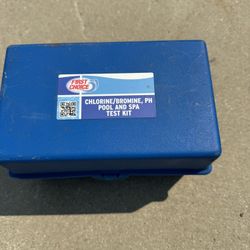 FIRST
CHOICE
CHLORINE/BROMINE, PH
POOL AND SPA
TEST KIT